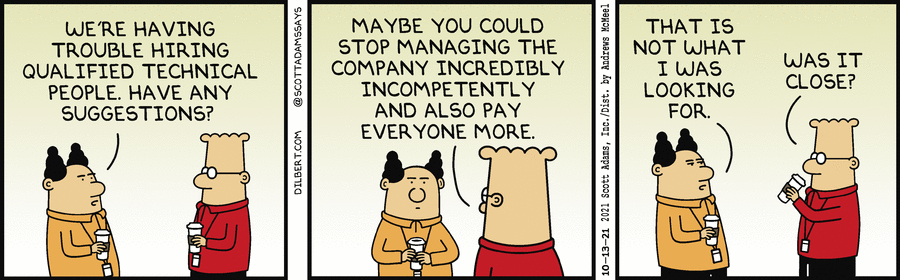 WE'RE HAVING
TROUBLE HIRING
QUALIFIED TECHNICAL
PEOPLE. HAVE ANY
SUGGESTIONS?
DILBERT.COM @SCOTTADAMSSAYS
MAYBE YOU COULD
STOP MANAGING THE
COMPANY INCREDIBLY
INCOMPETENTLY
AND ALSO PAY
EVERYONE MORE.
10-13-21 2021 Scott Adams, Inc./Dist. by Andrews McMeel
THAT IS
NOT WHAT
I WAS
LOOKING
FOR.
WAS IT
CLOSE?